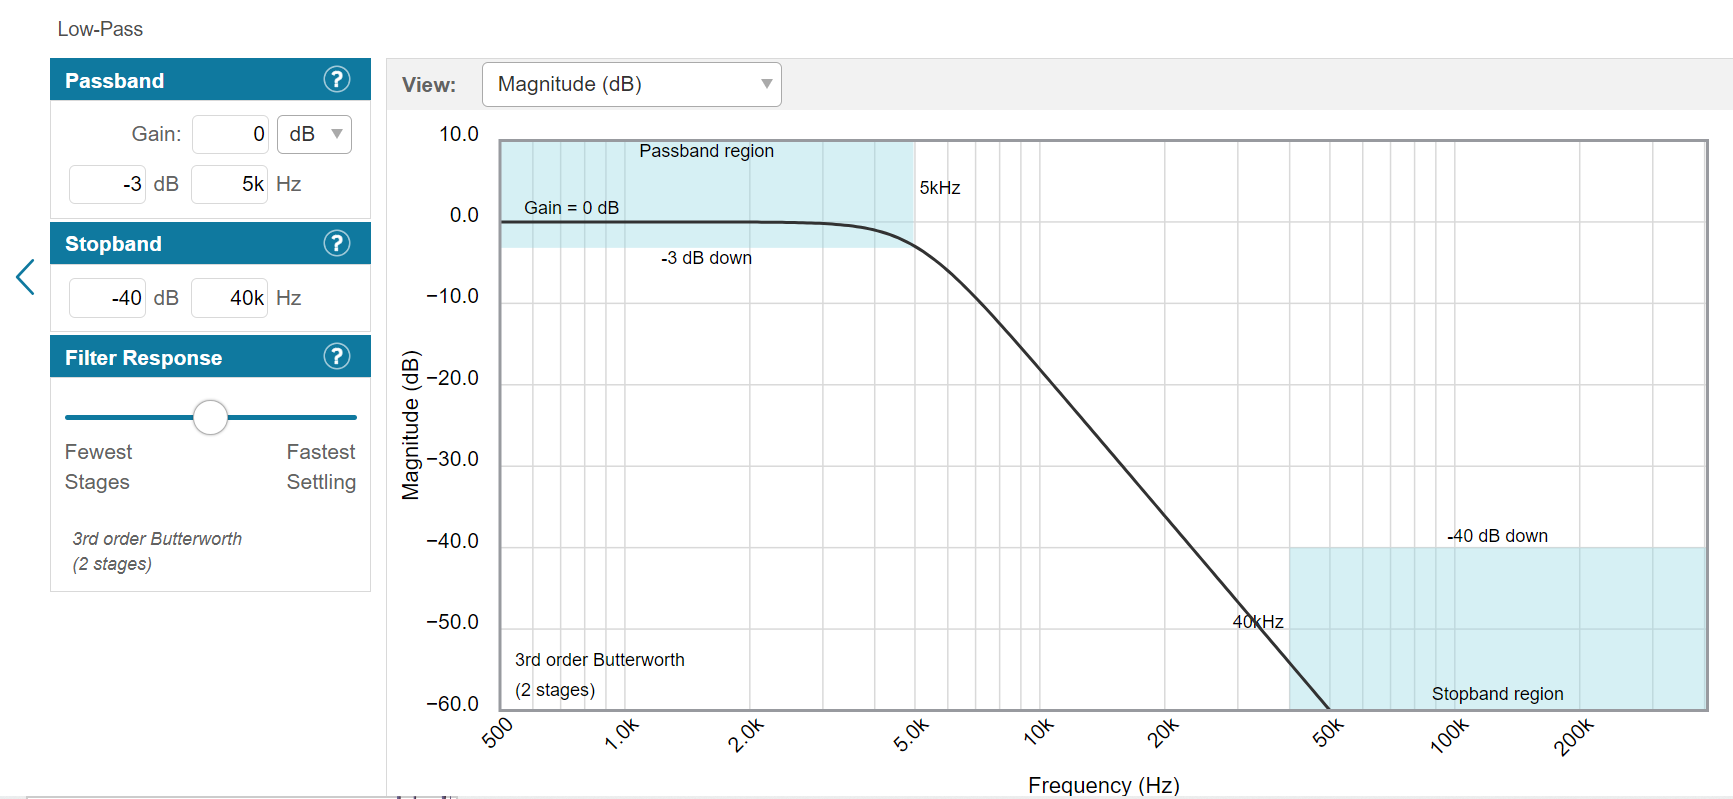 Low-Pass
Passband ?
Gain: 0 dB
-3 dB 5k Hz
Stopband ?
-40 dB 40k Hz
Filter Response ?
Fewest Stages
Fastest Settling
3rd order Butterworth
(2 stages)
View: Magnitude (dB)
10.0
0.0
−10.0
−20.0
−30.0
−40.0
−50.0
−60.0
Magnitude (dB)
Passband region
5kHz
Gain = 0 dB
-3 dB down
-40 dB down
40kHz
3rd order Butterworth
(2 stages)
Stopband region
500 1.0k 2.0k 5.0k 10k 20k 50k 100k 200k
Frequency (Hz)